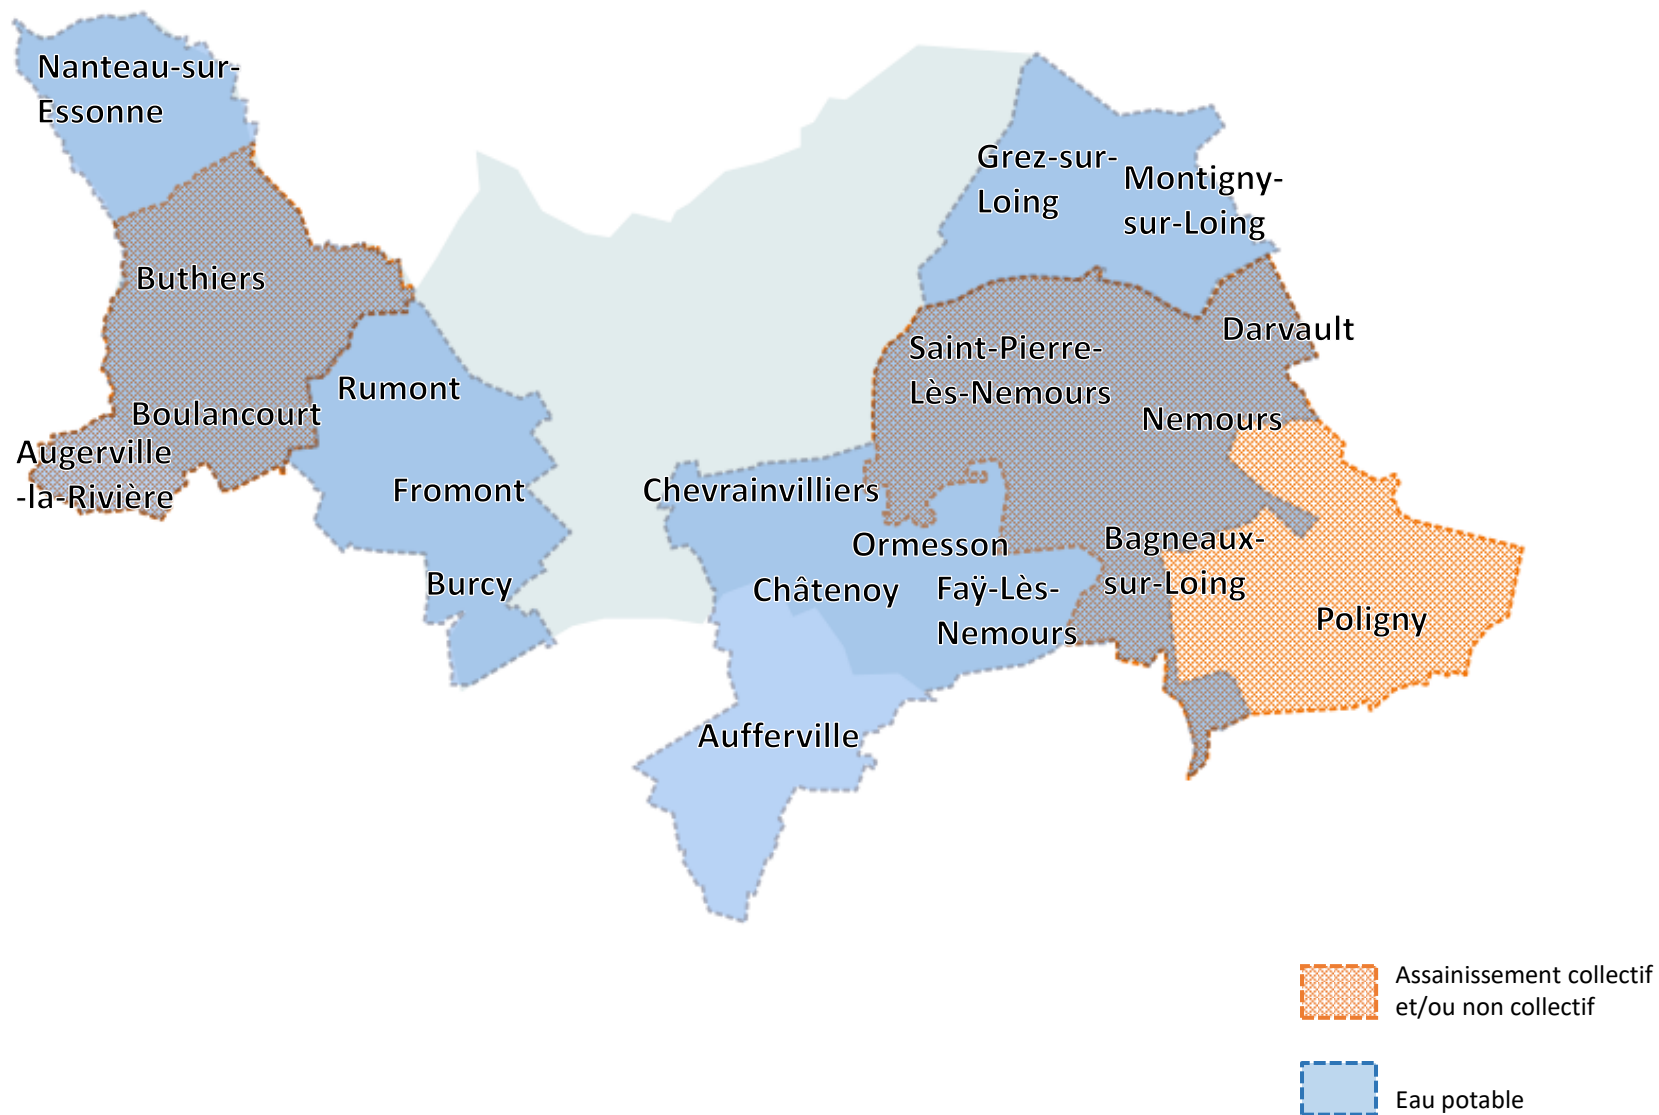 Nanteau-sur-
Essonne
Grez-sur-
Loing
Montigny-
sur-Loing
Buthiers
Darvault
Saint-Pierre-
Lès-Nemours
Rumont
Boulancourt
Nemours
Augerville
-la-Rivière
Fromont
Chevrainvilliers
Ormesson
Bagneaux-
sur-Loing
Burcy
Châtenoy
Faÿ-Lès-
Nemours
Poligny
Aufferville
Assainissement collectif
et/ou non collectif
Eau potable